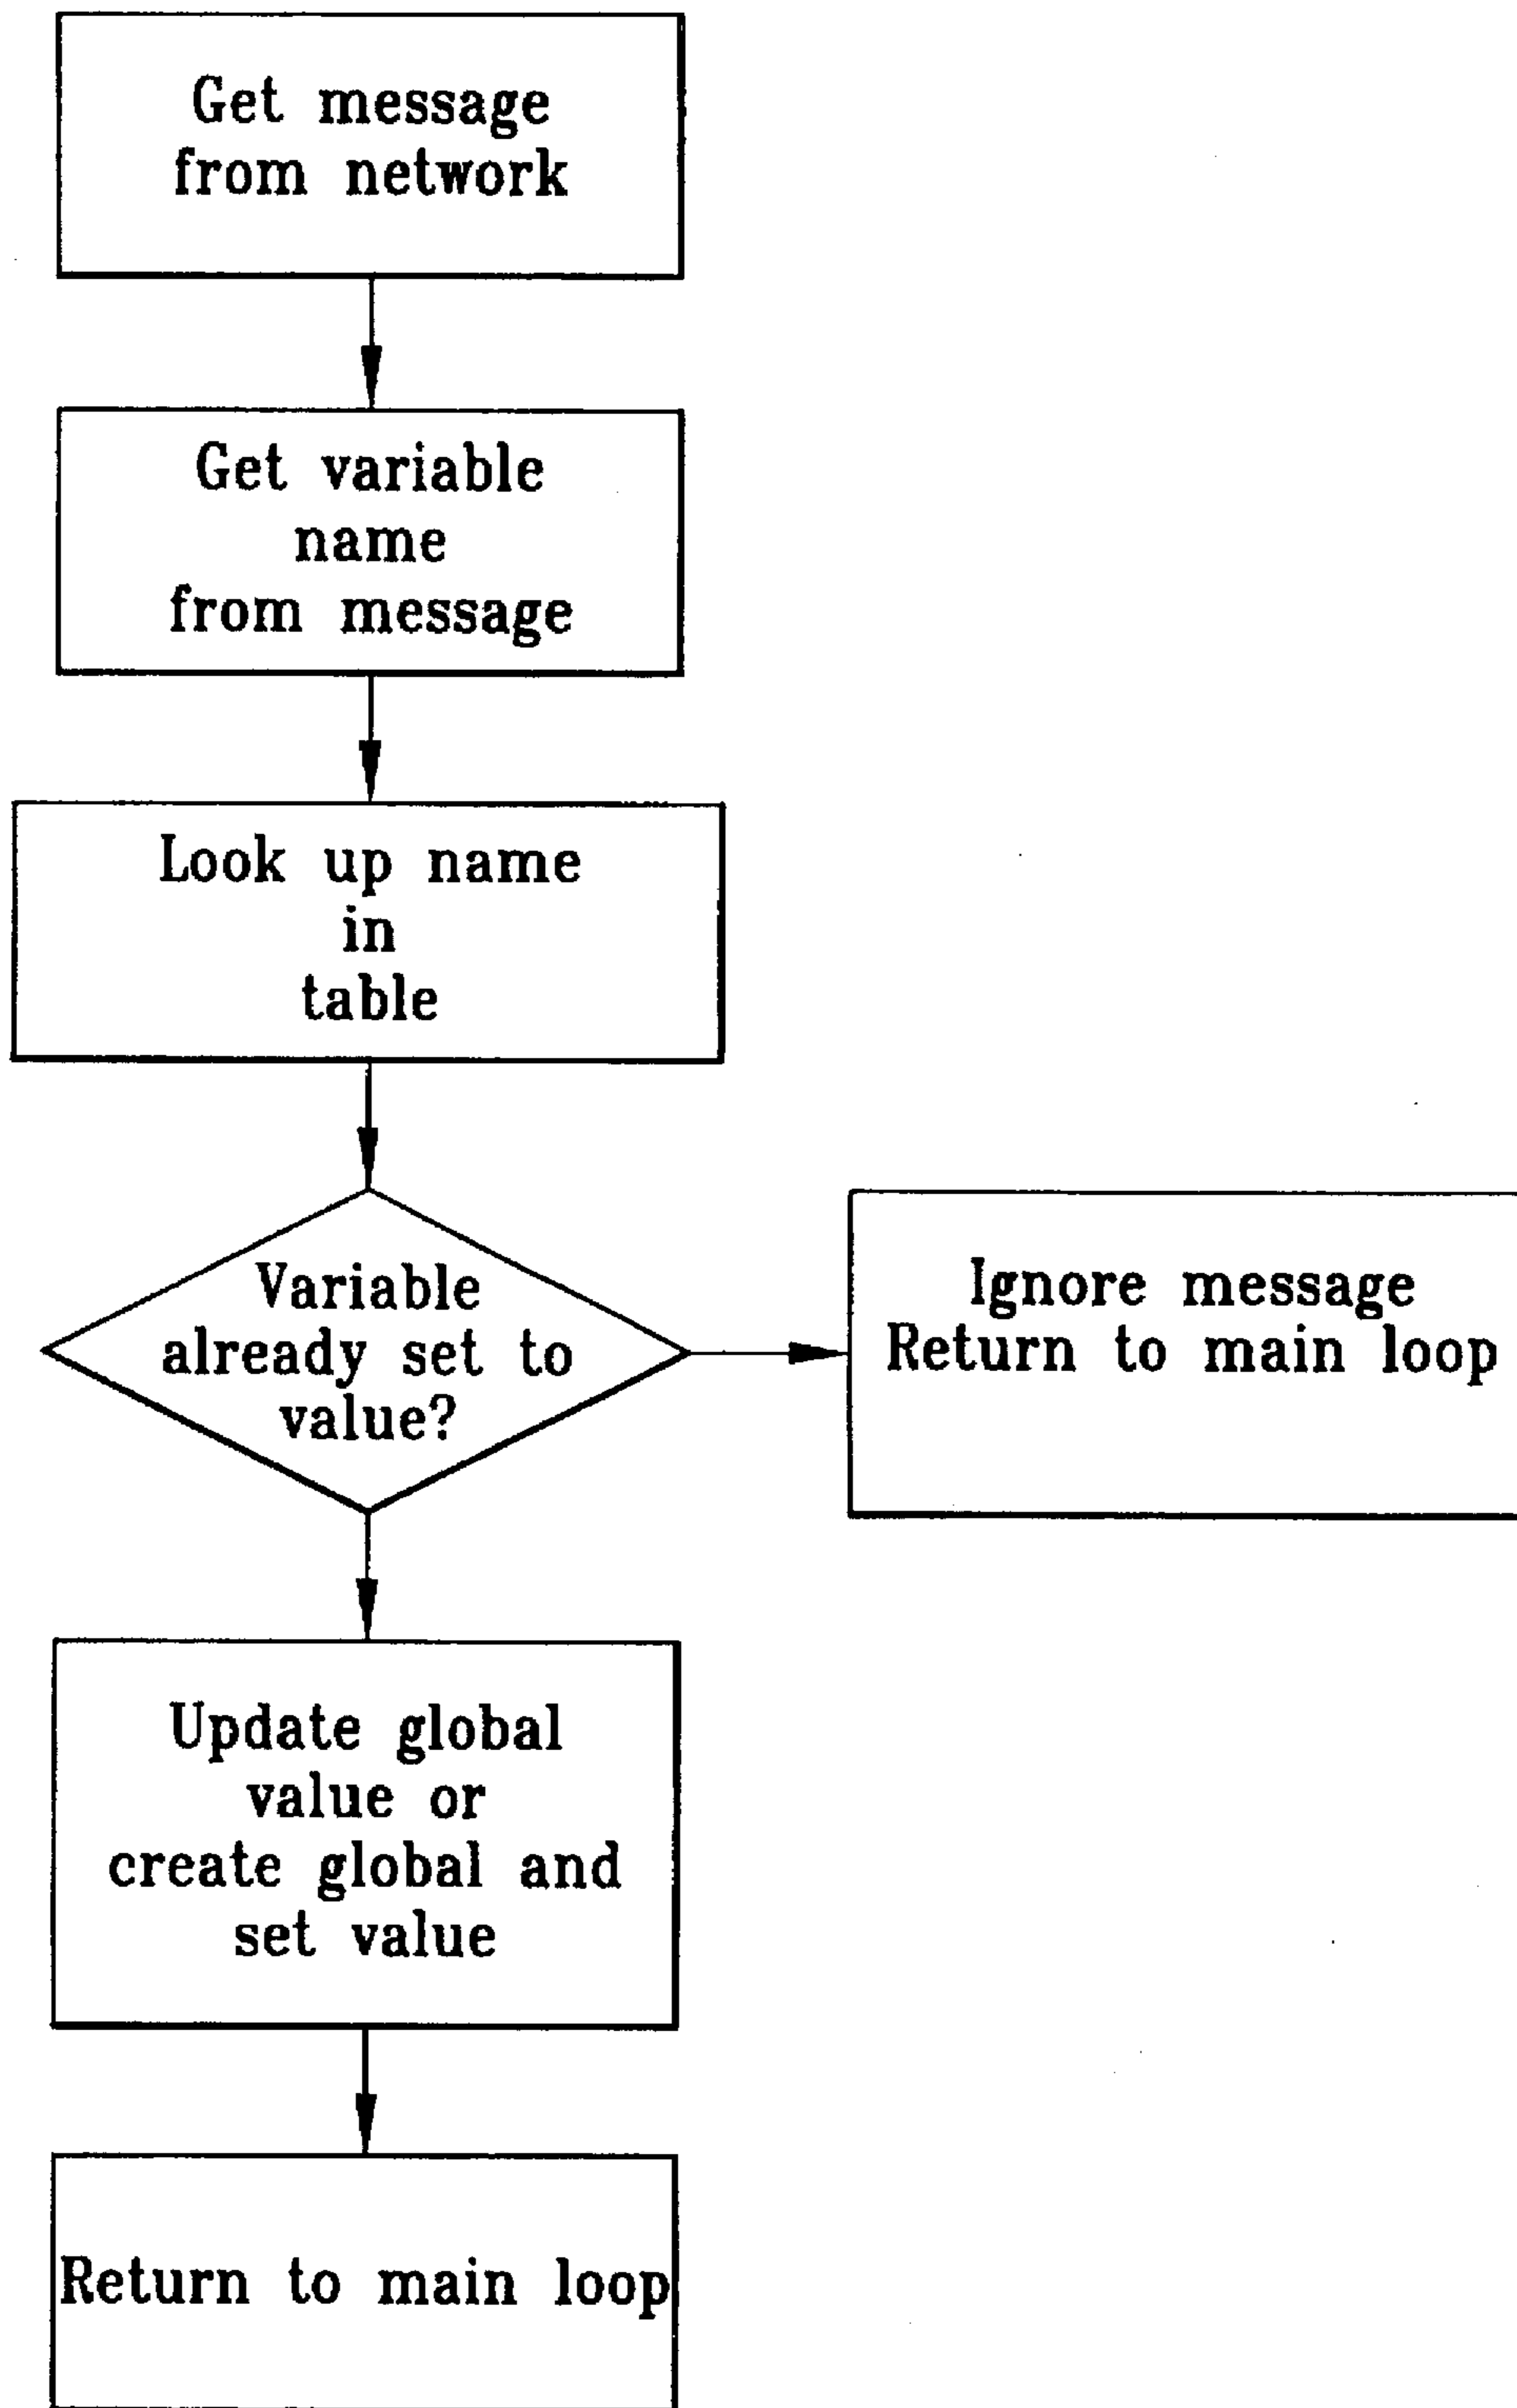 Get message
from network
Get variable
name
from message
Look up name
in
table
Variable
already set to
value?
Ignore message
Return to main loop
Update global
value or
create global and
set value
Return to main loop